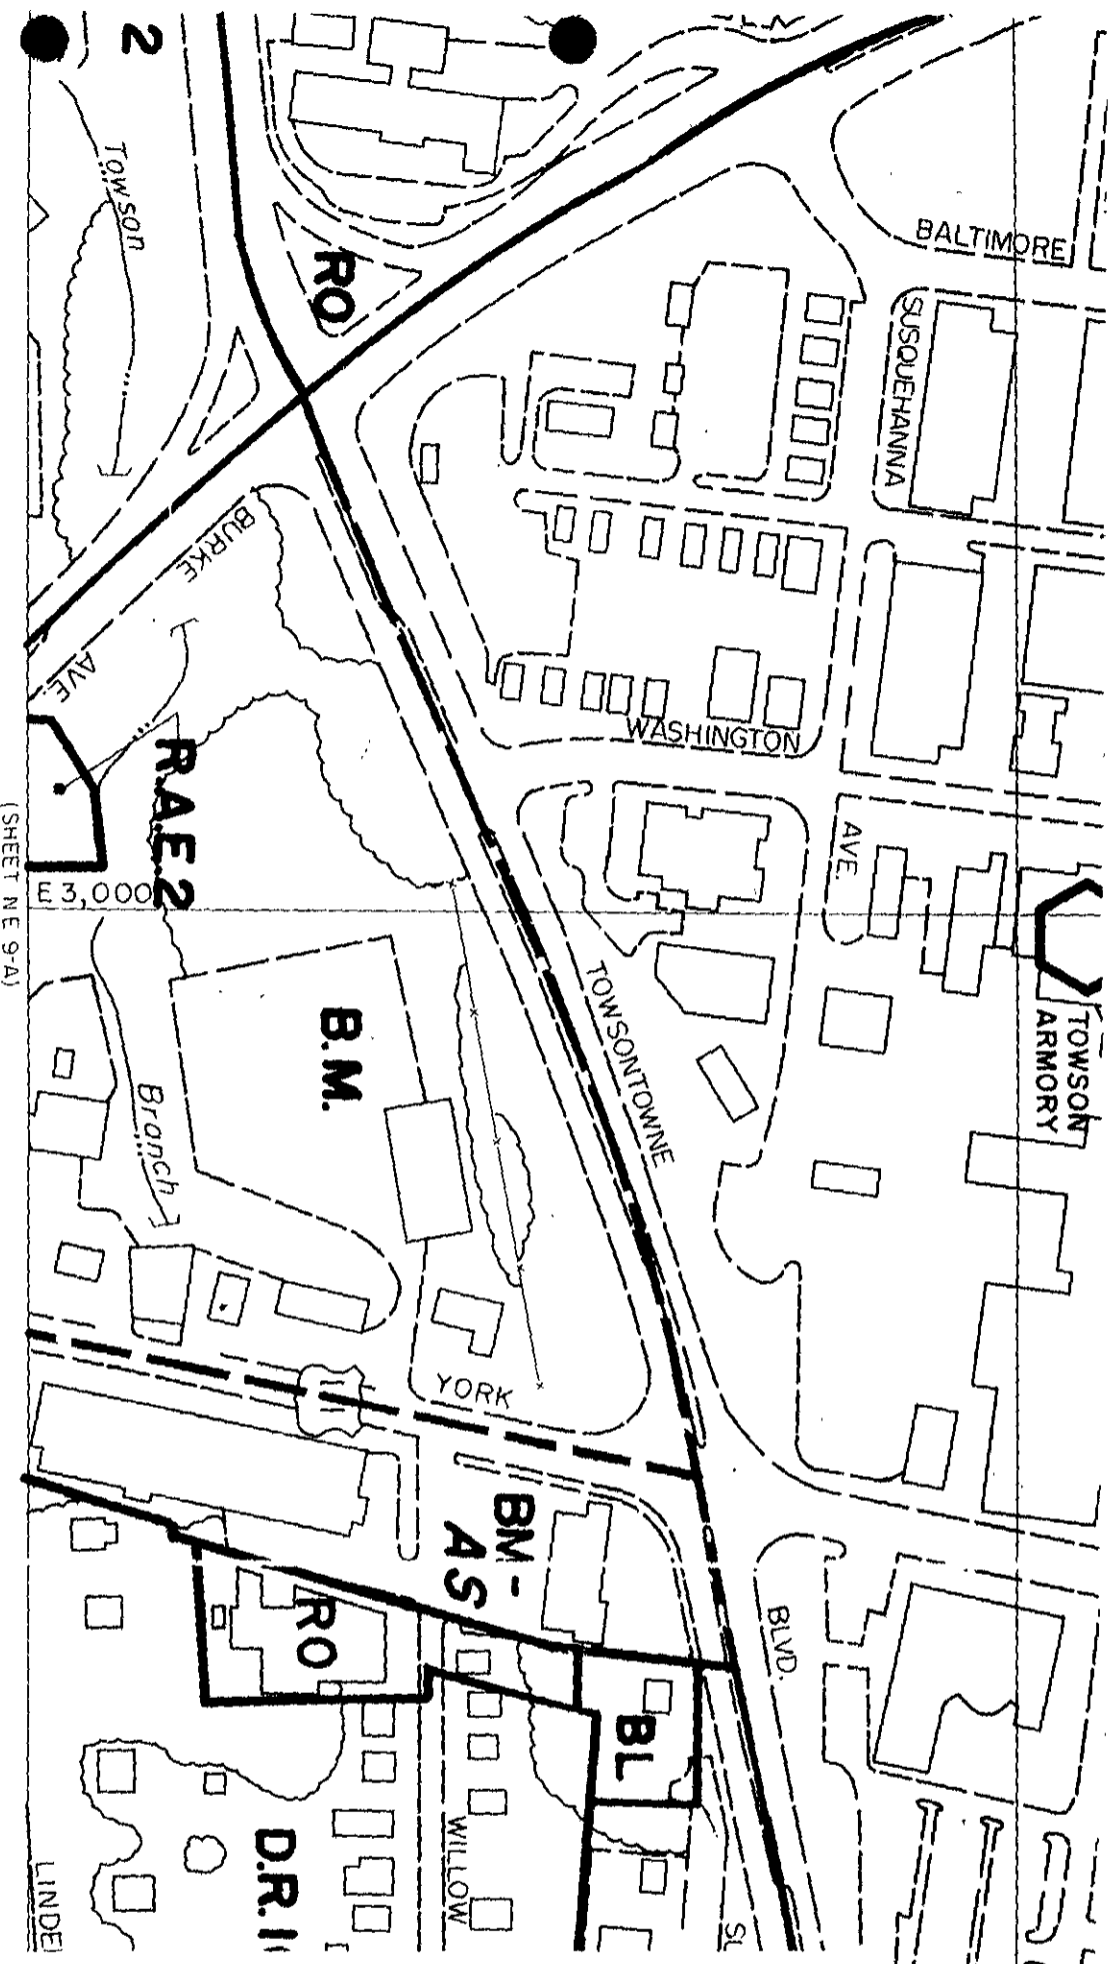 2
Towson
RO
BALTIMORE
SUSQUEHANNA
BURKE
AVE.
WASHINGTON
AVE.
R.A.E. 2
E 3,000
(SHEET N E 9-A)
TOWSON
ARMORY
B.M.
TOWSONTOWNE
Branch
YORK
BM-
AS
RO
BLVD.
BL
D.R.
WILLOW